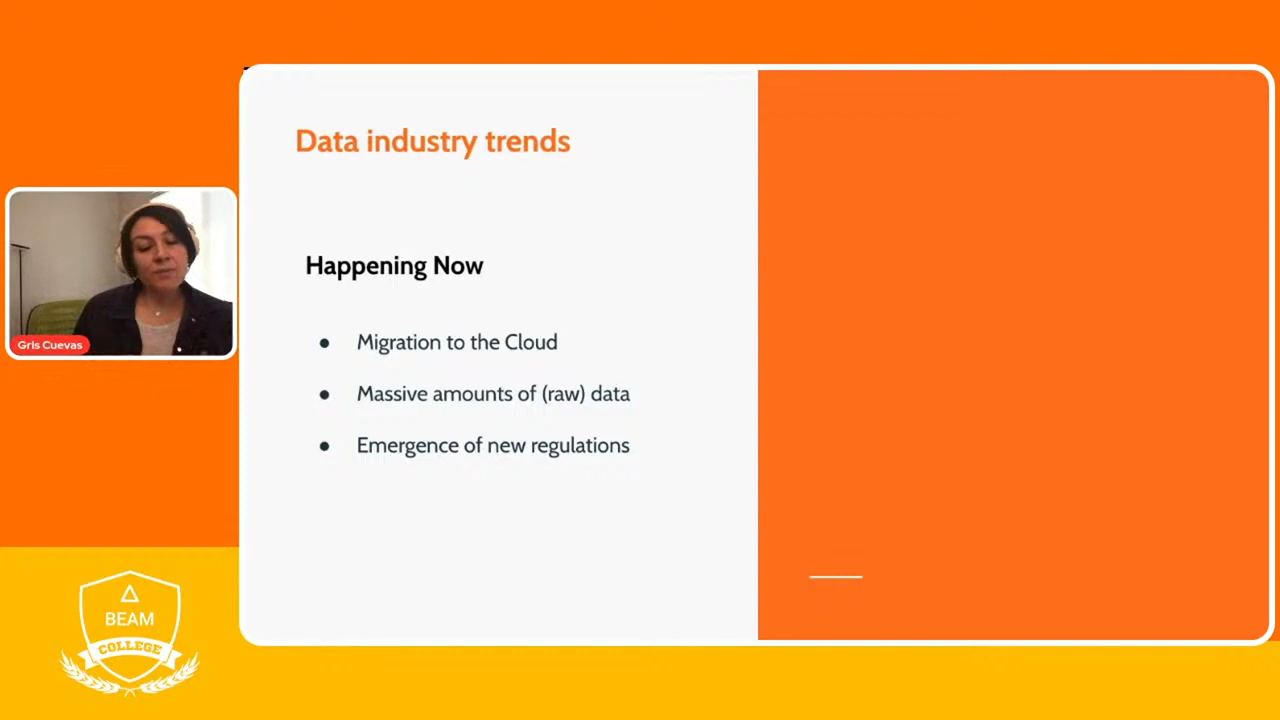 Data industry trends
Happening Now
● Migration to the Cloud
● Massive amounts of (raw) data
● Emergence of new regulations
Gris Cuevas
BEAM
COLLEGE